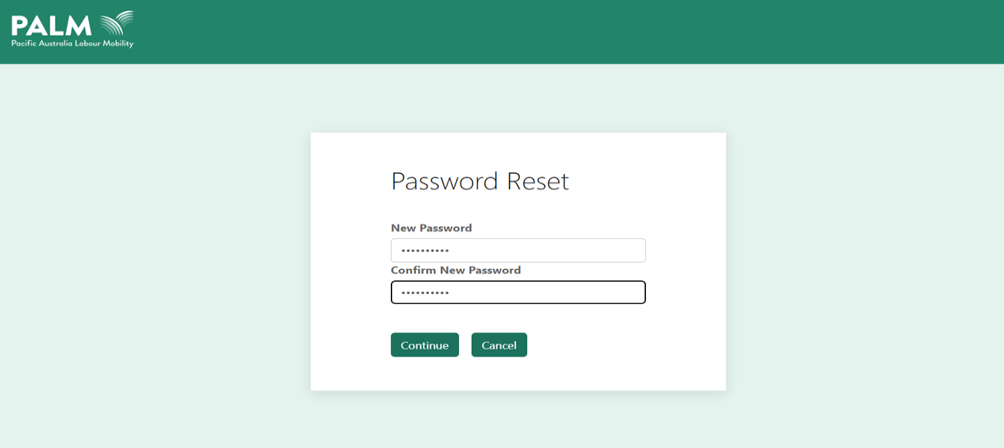 PALM
Pacific Australia Labour Mobility
Password Reset
New Password
••••••••••
Confirm New Password
••••••••••
Continue Cancel